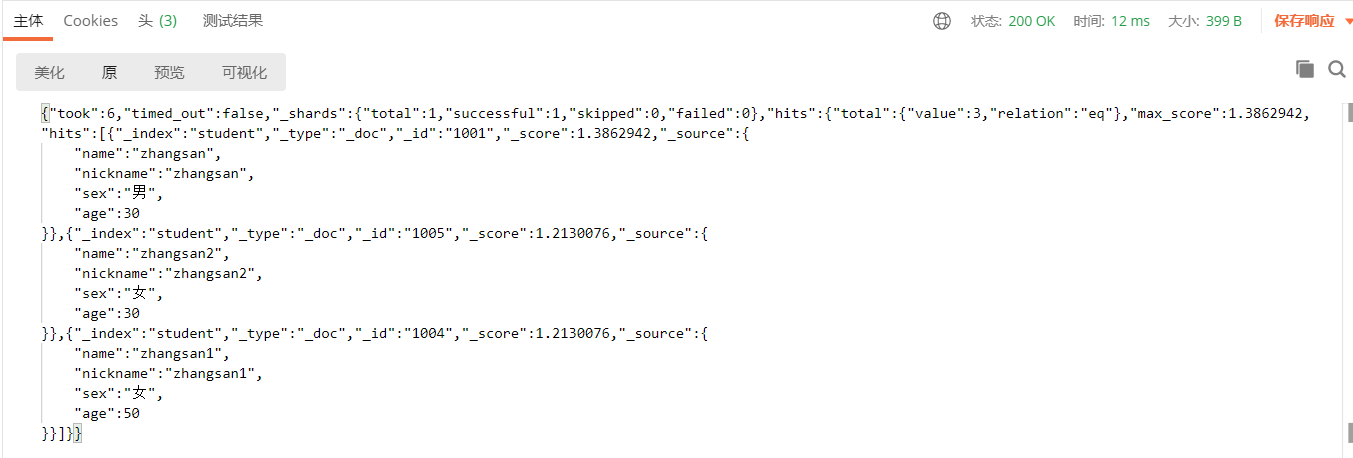 主体 Cookies 头 (3) 测试结果 状态: 200 OK 时间: 12 ms 大小: 399 B 保存响应
美化 原 预览 可视化
{"took":6,"timed_out":false,"_shards":{"total":1,"successful":1,"skipped":0,"failed":0},"hits":{"total":{"value":3,"relation":"eq"},"max_score":1.3862942,
"hits":[{"_index":"student","_type":"_doc","_id":"1001","_score":1.3862942,"_source":{
"name":"zhangsan",
"nickname":"zhangsan",
"sex":"男",
"age":30
}},{"_index":"student","_type":"_doc","_id":"1005","_score":1.2130076,"_source":{
"name":"zhangsan2",
"nickname":"zhangsan2",
"sex":"女",
"age":30
}},{"_index":"student","_type":"_doc","_id":"1004","_score":1.2130076,"_source":{
"name":"zhangsan1",
"nickname":"zhangsan1",
"sex":"女",
"age":50
}}]}}